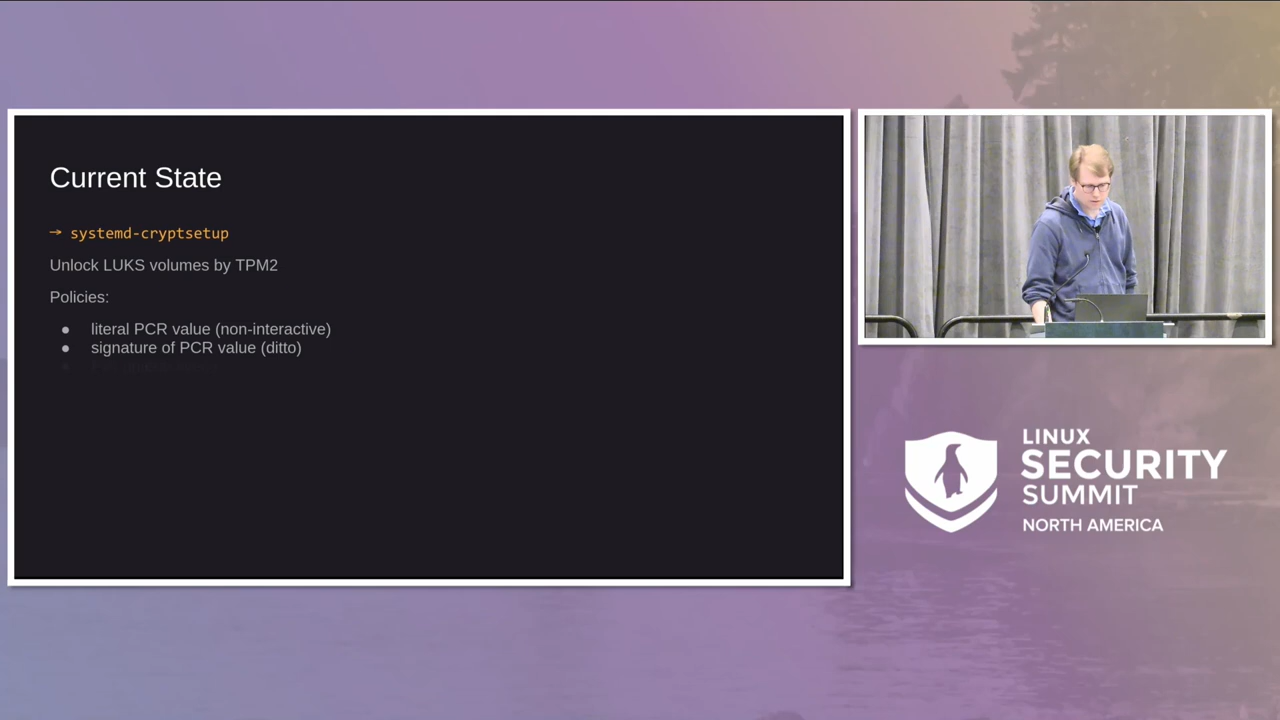 Current State
→ systemd-cryptsetup
Unlock LUKS volumes by TPM2
Policies:
● literal PCR value (non-interactive)
● signature of PCR value (ditto)
LINUX
SECURITY
SUMMIT
NORTH AMERICA